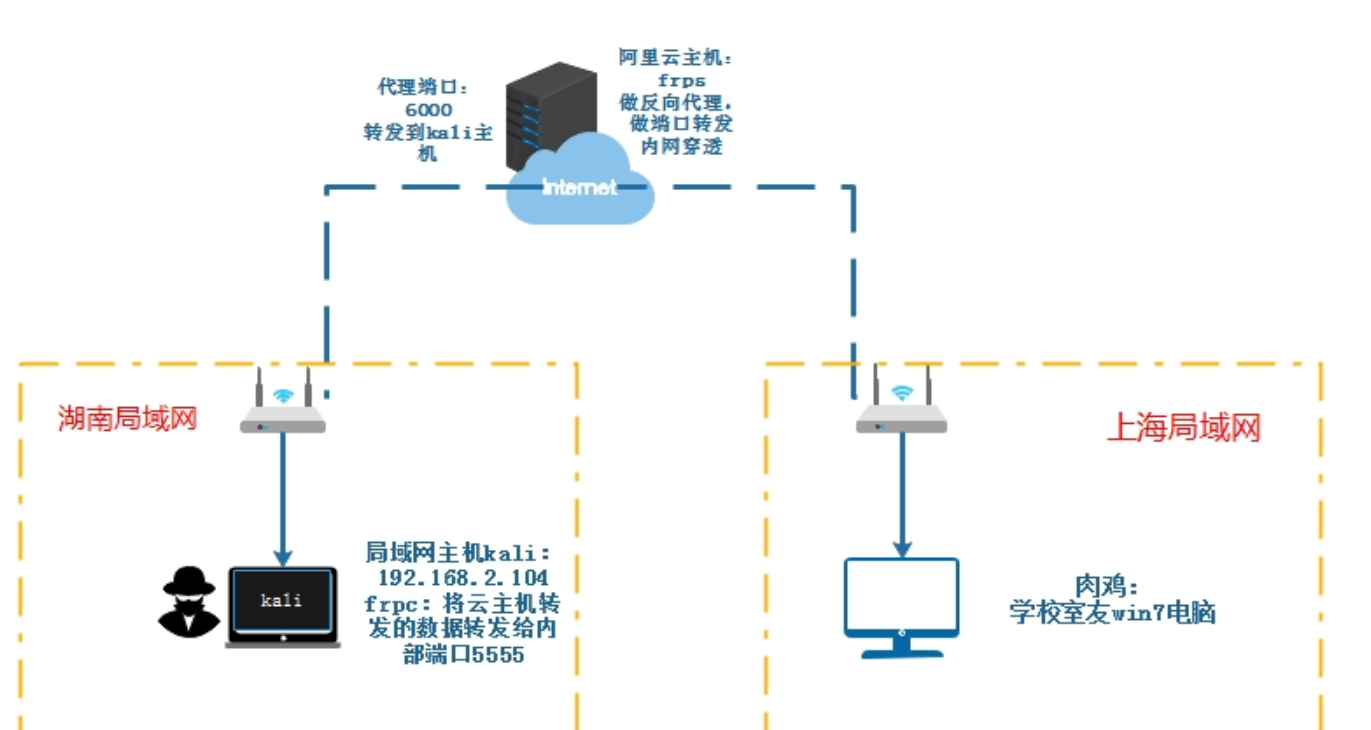 代理端口：
6000
转发到kali主
机
阿里云主机：
frps
做反向代理，
做端口转发
内网穿透
Internet
湖南局域网
上海局域网
kali
局域网主机kali：
192.168.2.104
frpc：将云主机转
发的数据转发给内
部端口5555
肉鸡：
学校室友win7电脑